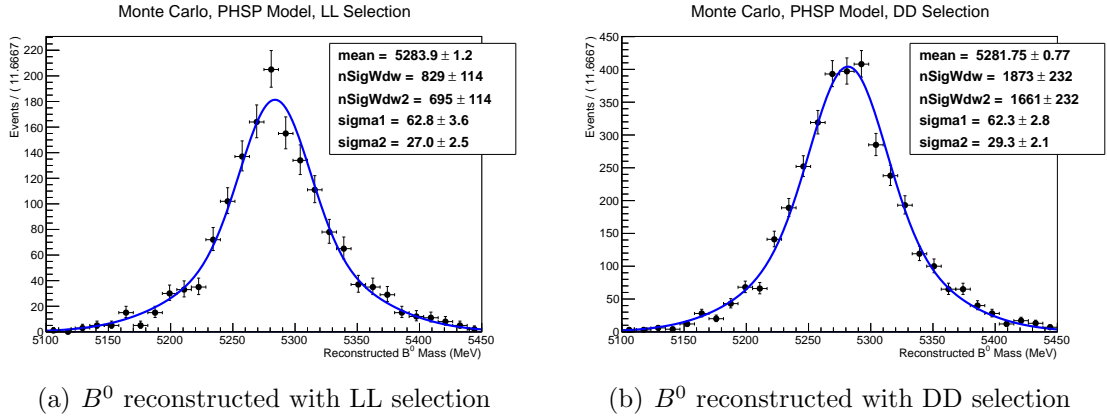 Monte Carlo, PHSP Model, LL Selection
Events / ( 11.6667)
220
200
180
160
140
120
100
80
60
40
20
0
mean = 5283.9 ± 1.2
nSigWdw = 829 ± 114
nSigWdw2 = 695 ± 114
sigma1 = 62.8 ± 3.6
sigma2 = 27.0 ± 2.5
5100 5150 5200 5250 5300 5350 5400 5450
Reconstructed B⁰ Mass (MeV)
(a) B⁰ reconstructed with LL selection
Monte Carlo, PHSP Model, DD Selection
Events / ( 11.6667)
450
400
350
300
250
200
150
100
50
0
mean = 5281.75 ± 0.77
nSigWdw = 1873 ± 232
nSigWdw2 = 1661 ± 232
sigma1 = 62.3 ± 2.8
sigma2 = 29.3 ± 2.1
5100 5150 5200 5250 5300 5350 5400 5450
Reconstructed B⁰ Mass (MeV)
(b) B⁰ reconstructed with DD selection